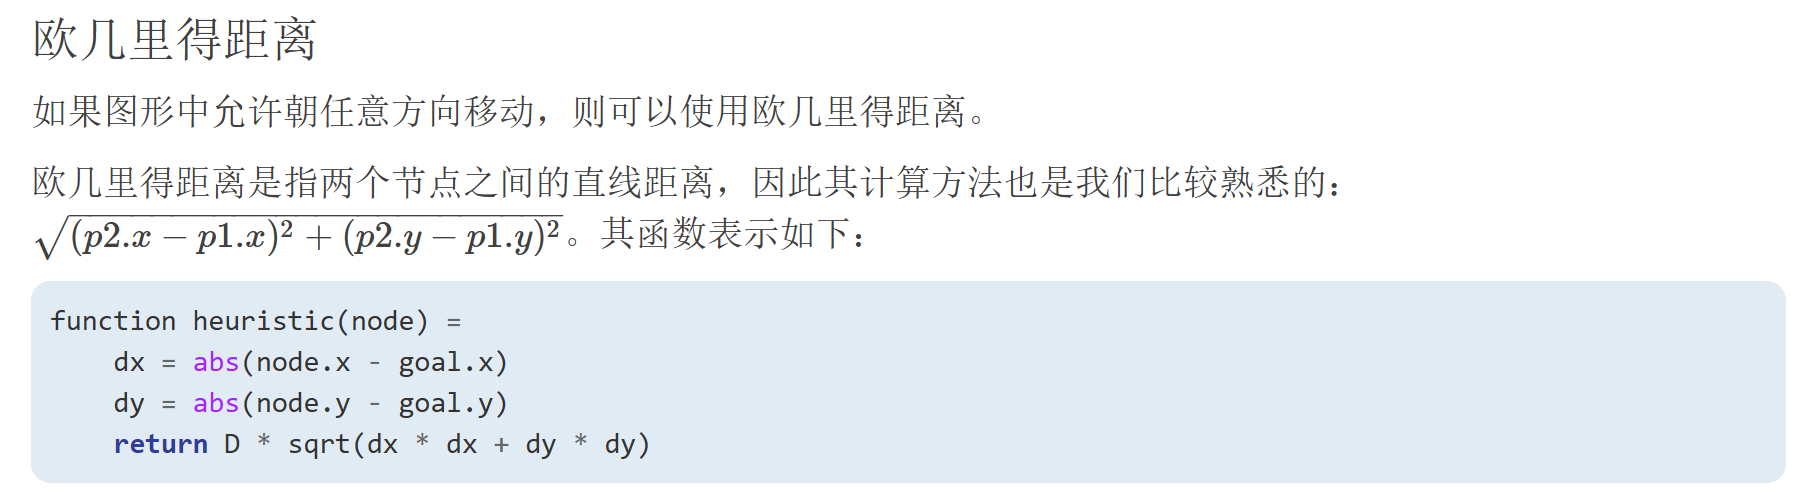 欧几里得距离
如果图形中允许朝任意方向移动，则可以使用欧几里得距离。
欧几里得距离是指两个节点之间的直线距离，因此其计算方法也是我们比较熟悉的：
√(p2.x − p1.x)² + (p2.y − p1.y)²。其函数表示如下：
function heuristic(node) =
    dx = abs(node.x - goal.x)
    dy = abs(node.y - goal.y)
    return D * sqrt(dx * dx + dy * dy)